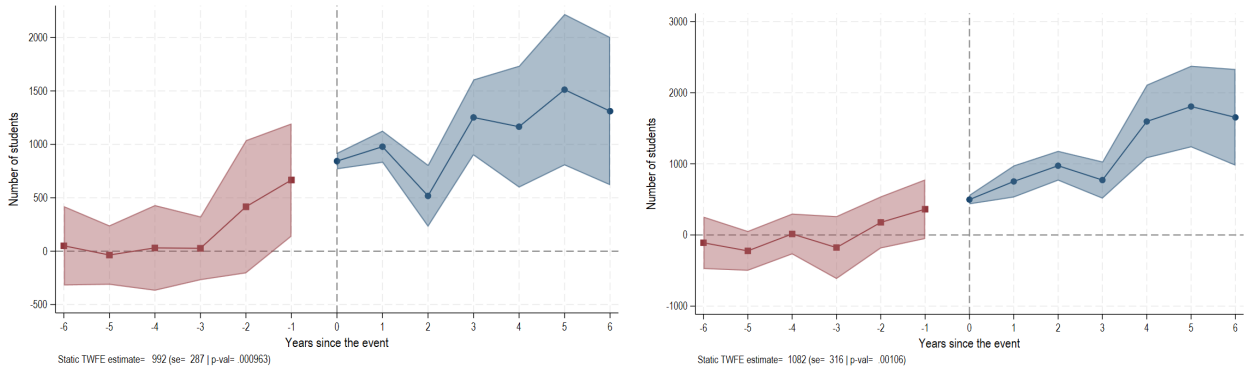 Number of students
2000
1500
1000
500
0
-500
-6 -5 -4 -3 -2 -1 0 1 2 3 4 5 6
Years since the event
Static TWFE estimate= 992 (se= 287 | p-val= .000963)
Number of students
3000
2000
1000
0
-1000
-6 -5 -4 -3 -2 -1 0 1 2 3 4 5 6
Years since the event
Static TWFE estimate= 1082 (se= 316 | p-val= .00106)